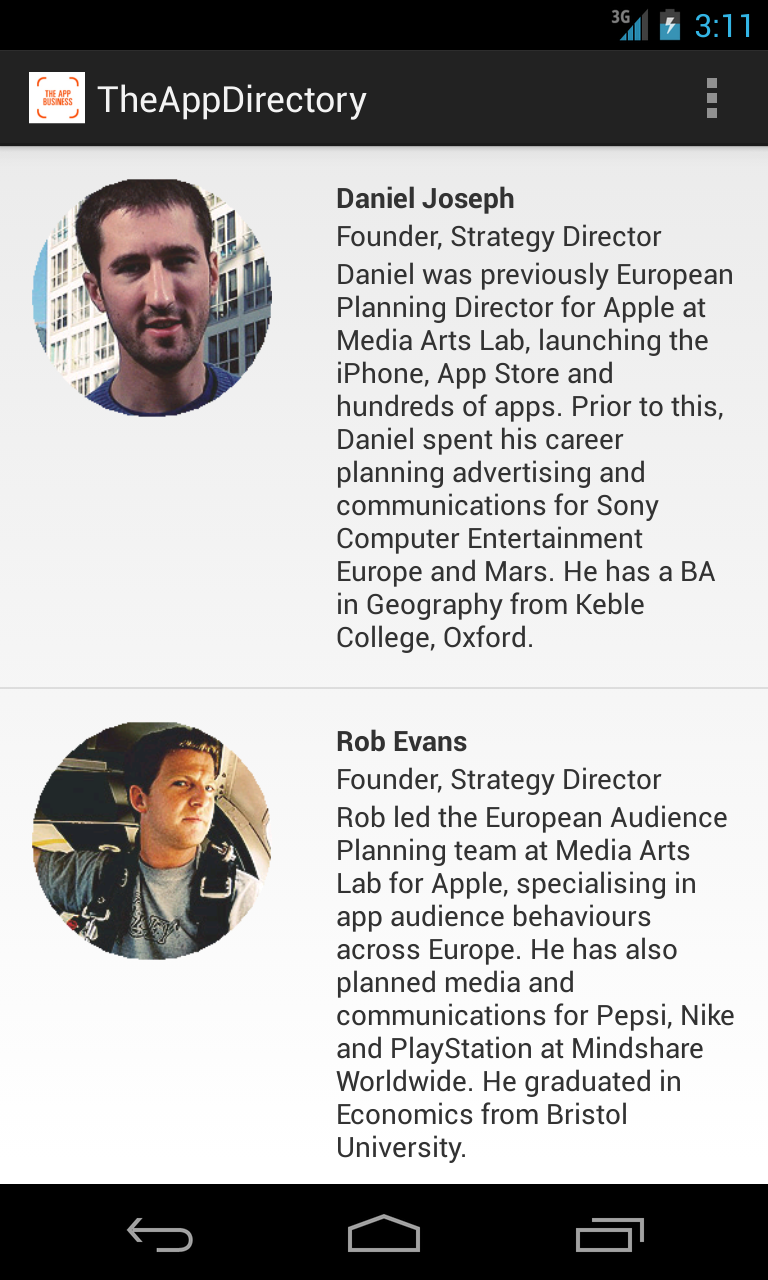 3G
3:11
THE APP
BUSINESS
TheAppDirectory
Daniel Joseph
Founder, Strategy Director
Daniel was previously European
Planning Director for Apple at
Media Arts Lab, launching the
iPhone, App Store and
hundreds of apps. Prior to this,
Daniel spent his career
planning advertising and
communications for Sony
Computer Entertainment
Europe and Mars. He has a BA
in Geography from Keble
College, Oxford.
Rob Evans
Founder, Strategy Director
Rob led the European Audience
Planning team at Media Arts
Lab for Apple, specialising in
app audience behaviours
across Europe. He has also
planned media and
communications for Pepsi, Nike
and PlayStation at Mindshare
Worldwide. He graduated in
Economics from Bristol
University.